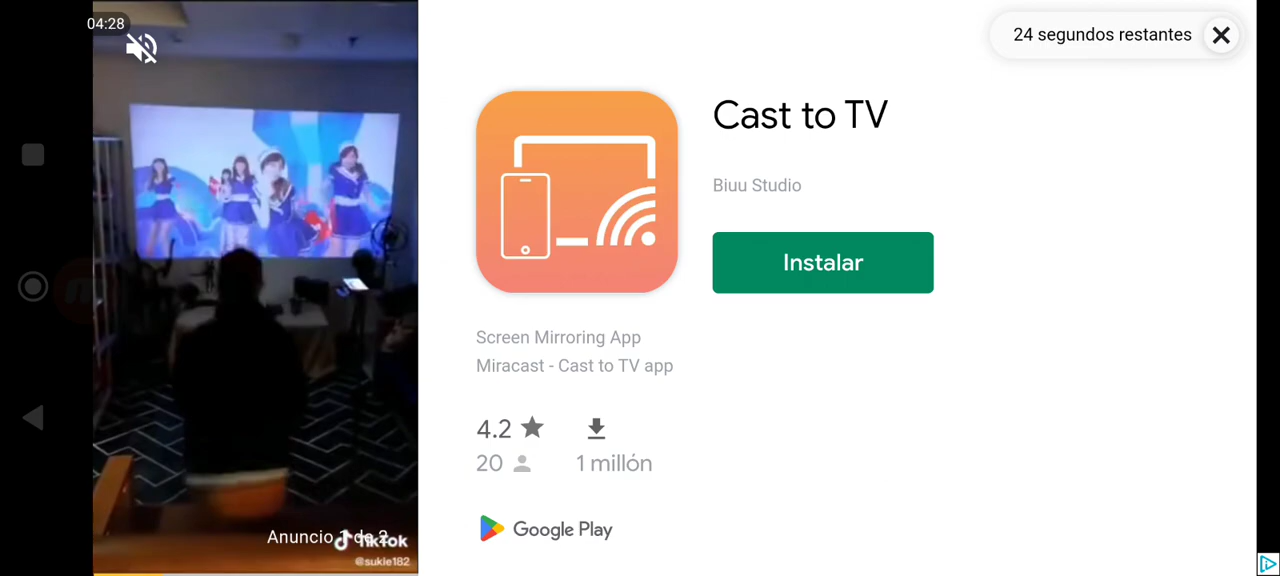 04:28
24 segundos restantes
Cast to TV
Biuu Studio
Instalar
Screen Mirroring App
Miracast - Cast to TV app
4.2
20
1 millón
Google Play
Anuncio 1 de 2
TikTok
@sukie182